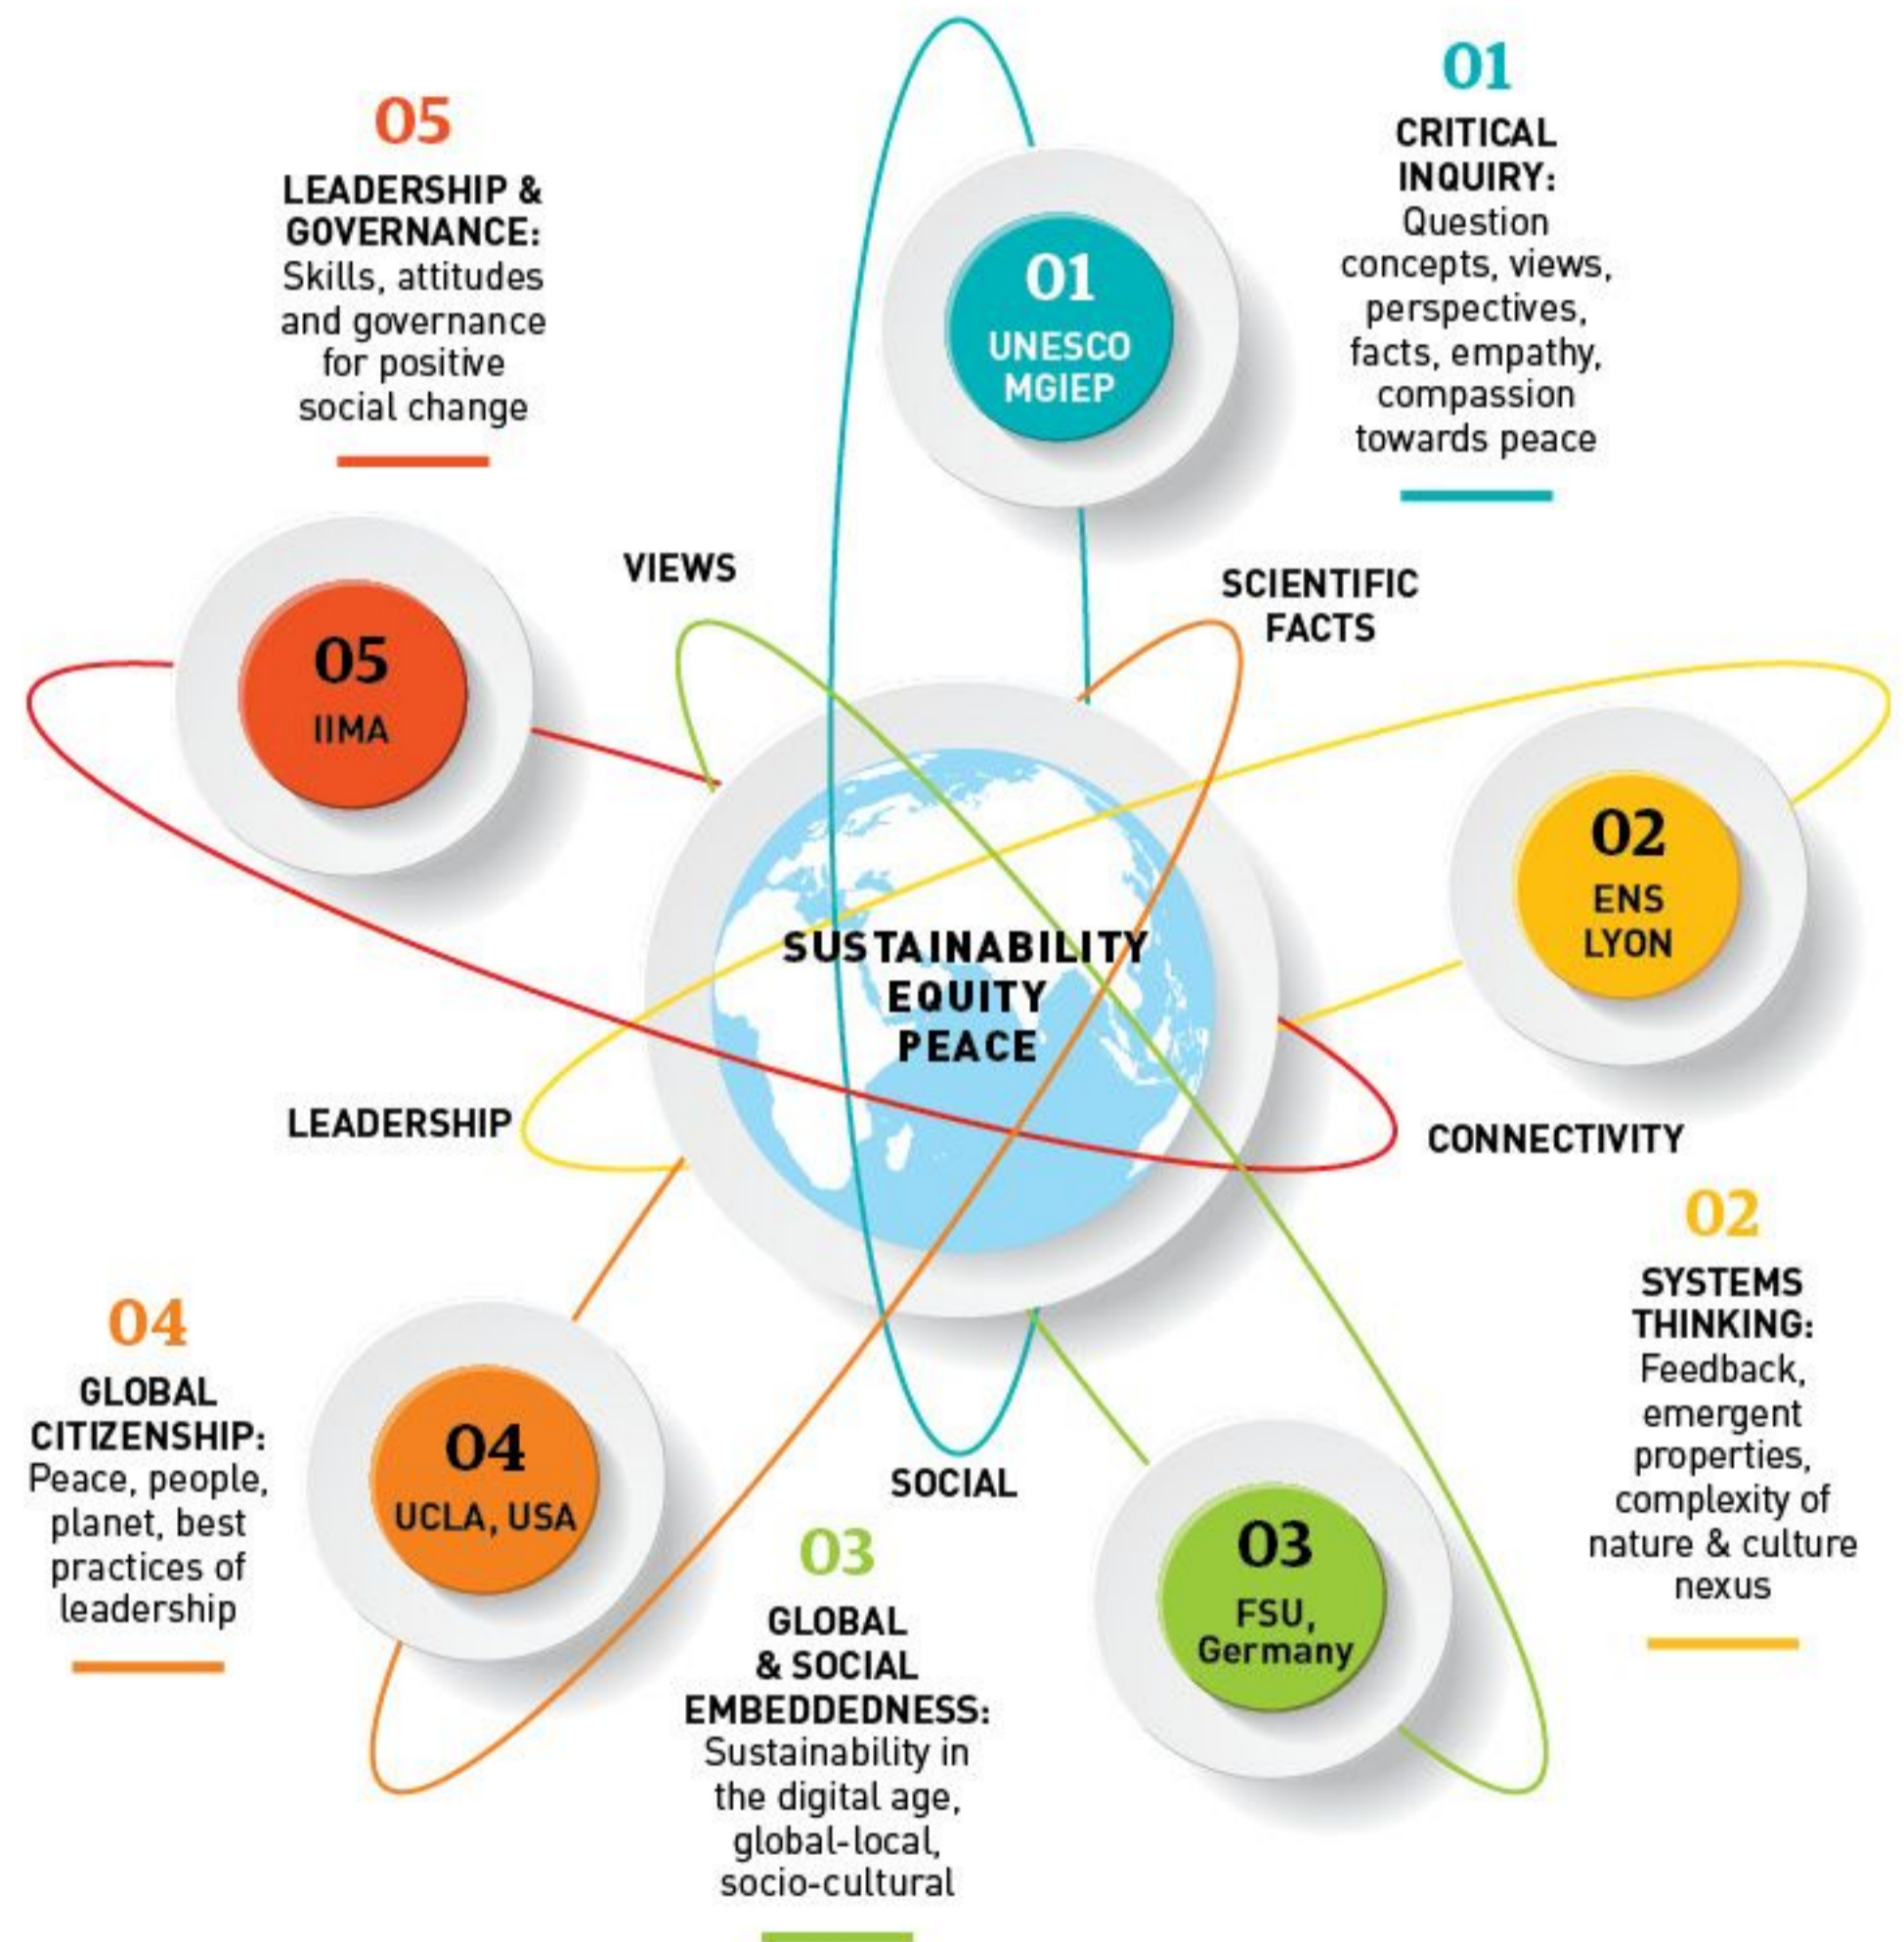 01
CRITICAL
INQUIRY:
Question
concepts, views,
perspectives,
facts, empathy,
compassion
towards peace
05
LEADERSHIP &
GOVERNANCE:
Skills, attitudes
and governance
for positive
social change
01
UNESCO
MGIEP
VIEWS
SCIENTIFIC
FACTS
05
IIMA
02
ENS
LYON
SUSTAINABILITY
EQUITY
PEACE
LEADERSHIP
CONNECTIVITY
02
SYSTEMS
THINKING:
Feedback,
emergent
properties,
complexity of
nature & culture
nexus
04
GLOBAL
CITIZENSHIP:
Peace, people,
planet, best
practices of
leadership
04
UCLA, USA
SOCIAL
03
GLOBAL
& SOCIAL
EMBEDDEDNESS:
Sustainability in
the digital age,
global-local,
socio-cultural
03
FSU,
Germany